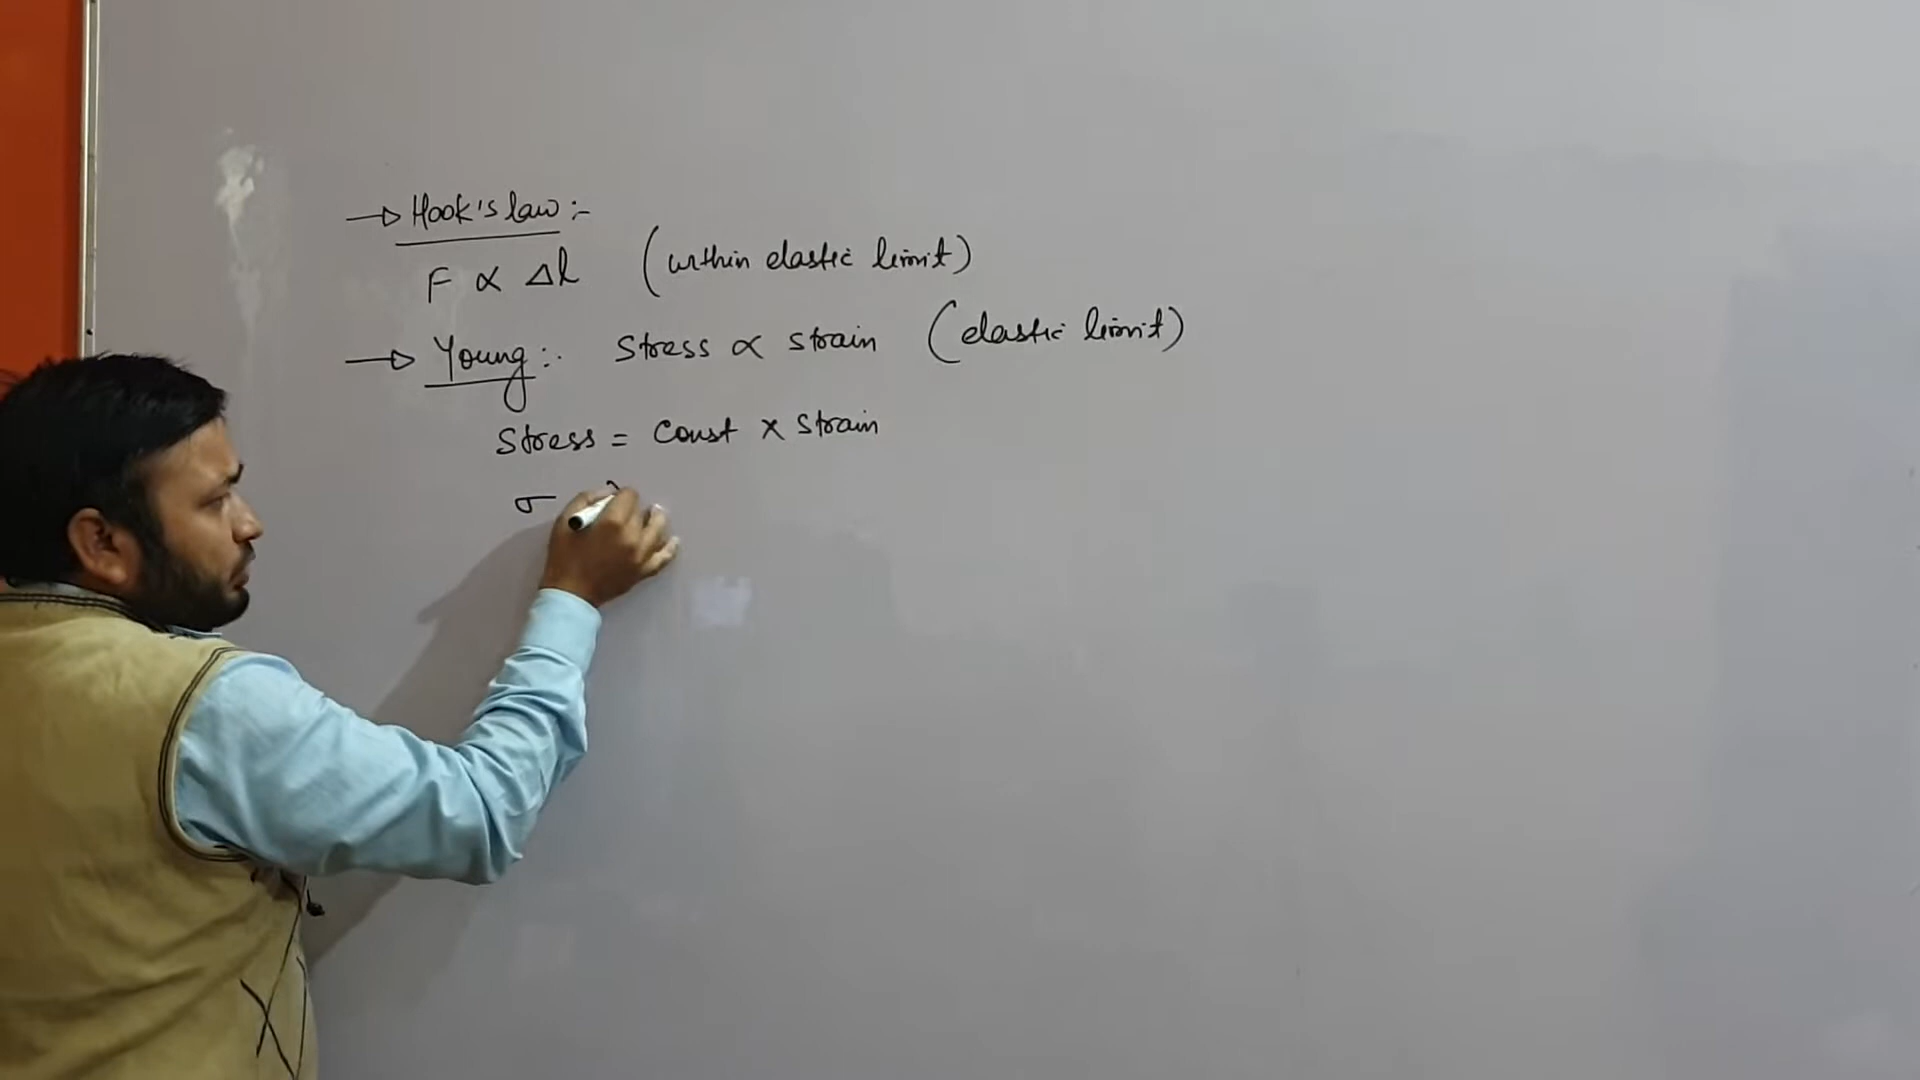 → Hook's law :-
F ∝ Δl (within elastic limit)
→ Young :- Stress ∝ strain (elastic limit)
Stress = const × strain
σ